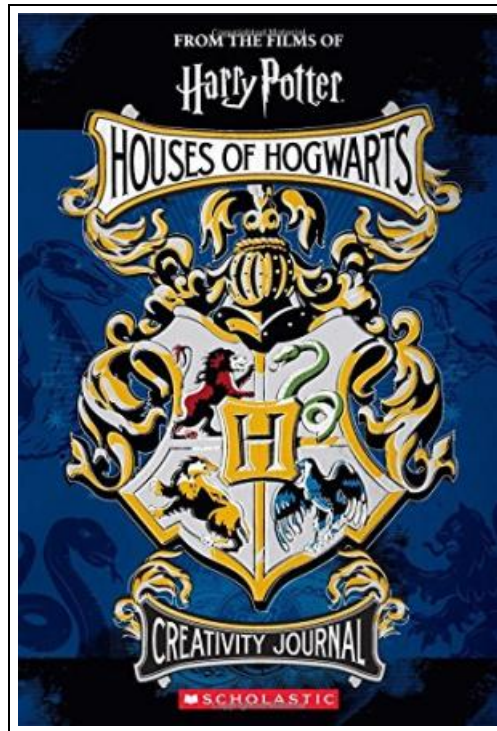 FROM THE FILMS OF
Harry Potter
HOUSES OF HOGWARTS
H
CREATIVITY JOURNAL
SCHOLASTIC